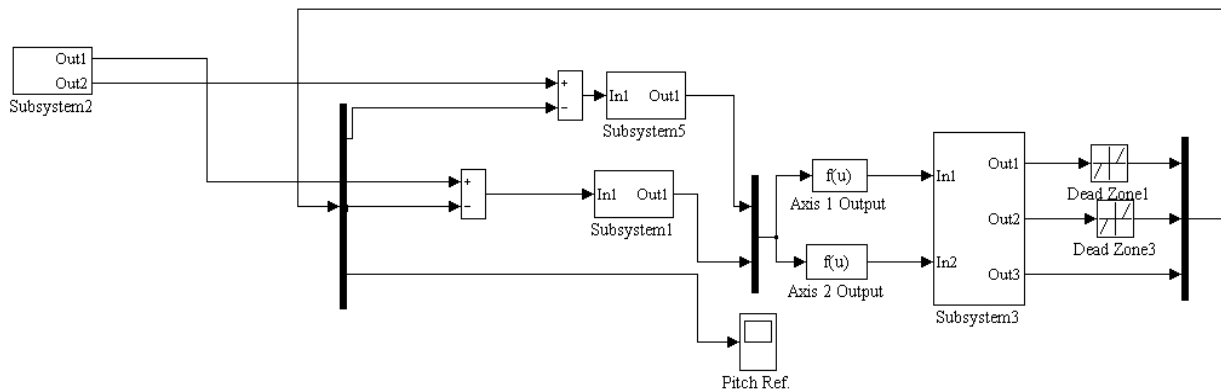 Out1
Out2
Subsystem2
+
−
In1 Out1
Subsystem5
+
−
In1 Out1
Subsystem1
f(u)
Axis 1 Output
f(u)
Axis 2 Output
In1
In2
Out1
Out2
Out3
Subsystem3
Dead Zone1
Dead Zone3
Pitch Ref.